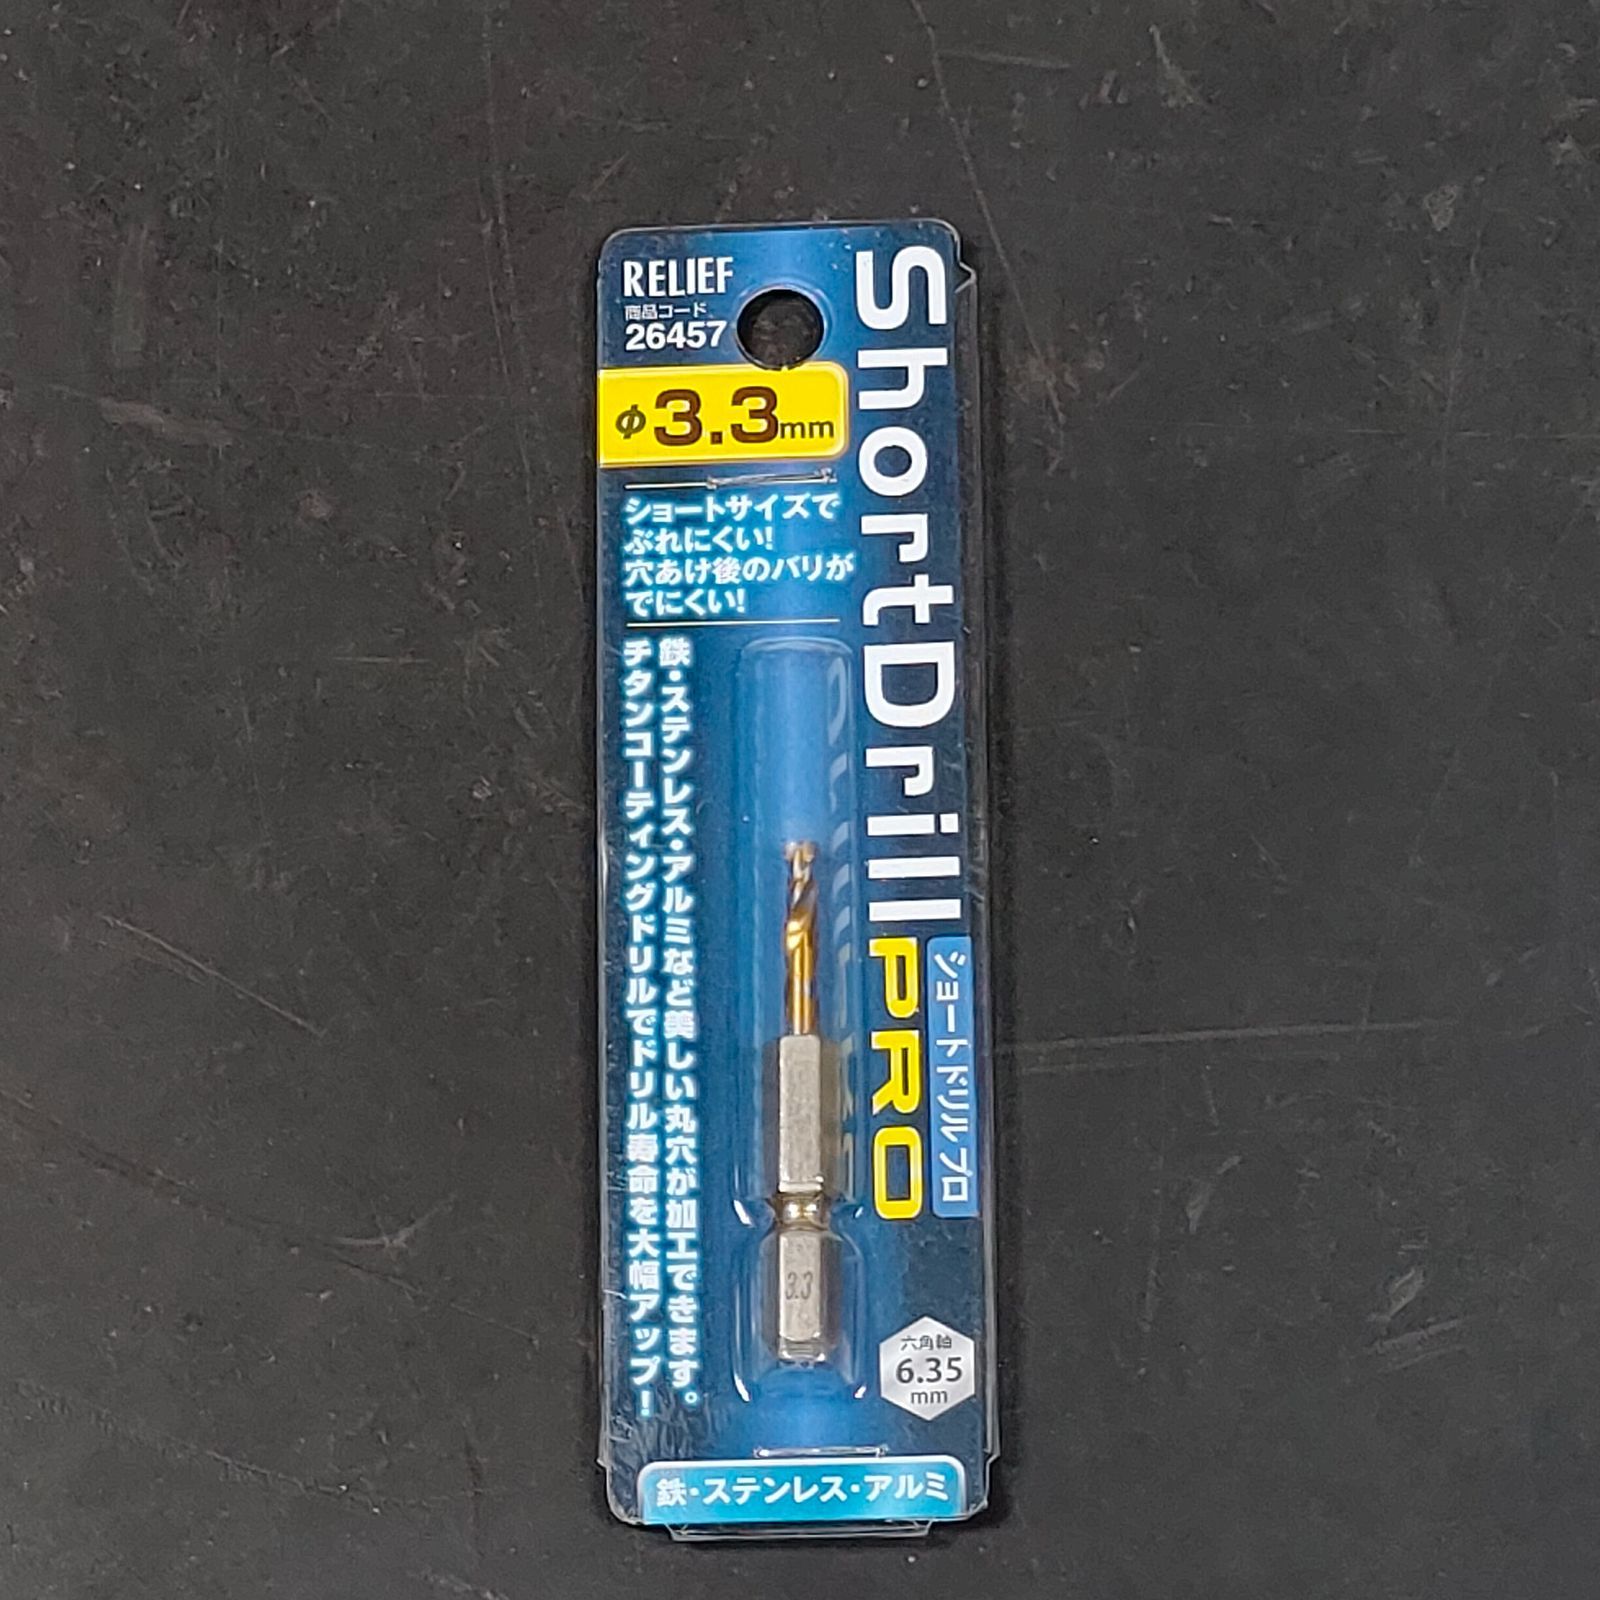 RELIEF
商品コード
26457
φ3.3mm
ショートサイズで
ぶれにくい!
穴あけ後のバリが
でにくい!
鉄・ステンレス・アルミなど美しい丸穴が加工できます。
チタンコーティングドリルでドリル寿命を大幅アップ!
ShortDrillPRO
ショートドリル プロ
3.3
六角軸
6.35
mm
鉄・ステンレス・アルミ